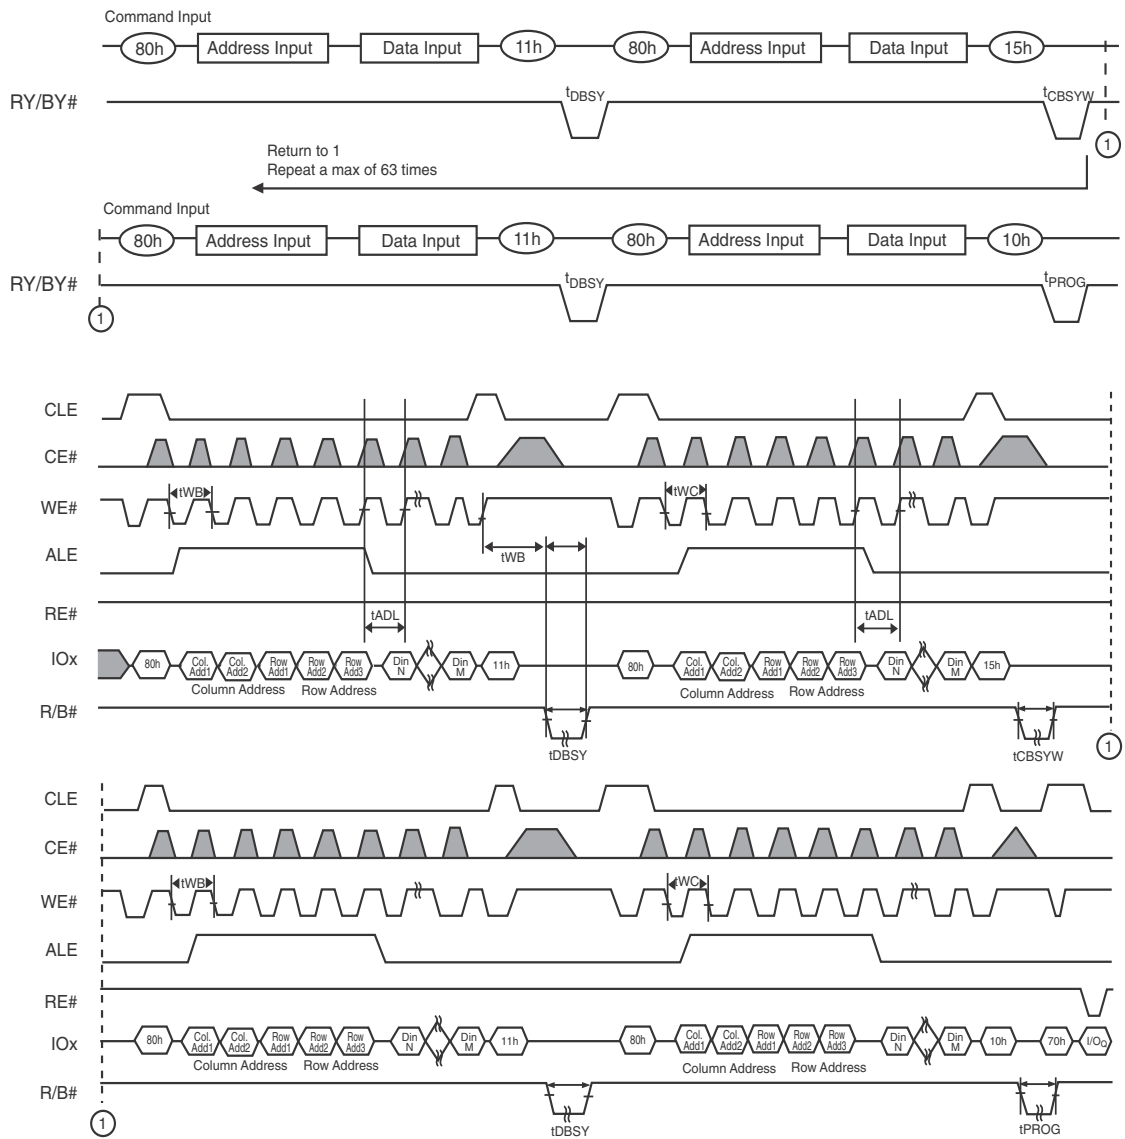 Command Input
80h Address Input Data Input 11h 80h Address Input Data Input 15h
RY/BY# tDBSY tCBSYW
1
Return to 1
Repeat a max of 63 times
Command Input
80h Address Input Data Input 11h 80h Address Input Data Input 10h
RY/BY# tDBSY tPROG
1
CLE
CE#
WE# tWB tWC
ALE tWB
RE# tADL tADL
IOx 80h Col. Add1 Col. Add2 Row Add1 Row Add2 Row Add3 Din N Din M 11h 80h Col. Add1 Col. Add2 Row Add1 Row Add2 Row Add3 Din N Din M 15h
Column Address Row Address Column Address Row Address
R/B#
tDBSY tCBSYW 1
CLE
CE#
WE# tWB tWC
ALE
RE#
IOx 80h Col. Add1 Col. Add2 Row Add1 Row Add2 Row Add3 Din N Din M 11h 80h Col. Add1 Col. Add2 Row Add1 Row Add2 Row Add3 Din N Din M 10h 70h I/O0
Column Address Row Address Column Address Row Address
R/B#
1 tDBSY tPROG